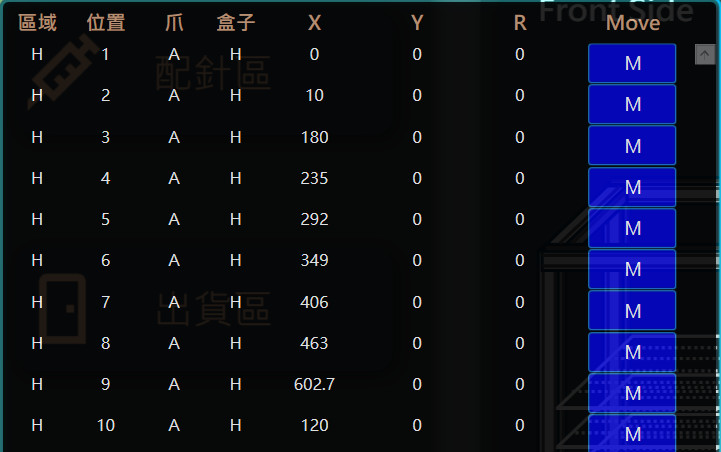 Front Side
區域 位置 爪 盒子 X Y R Move
H 1 A H 0 0 0 M
配針區
H 2 A H 10 0 0 M
H 3 A H 180 0 0 M
H 4 A H 235 0 0 M
H 5 A H 292 0 0 M
H 6 A H 349 0 0 M
H 7 A H 406 0 0 M
出貨區
H 8 A H 463 0 0 M
H 9 A H 602.7 0 0 M
H 10 A H 120 0 0 M